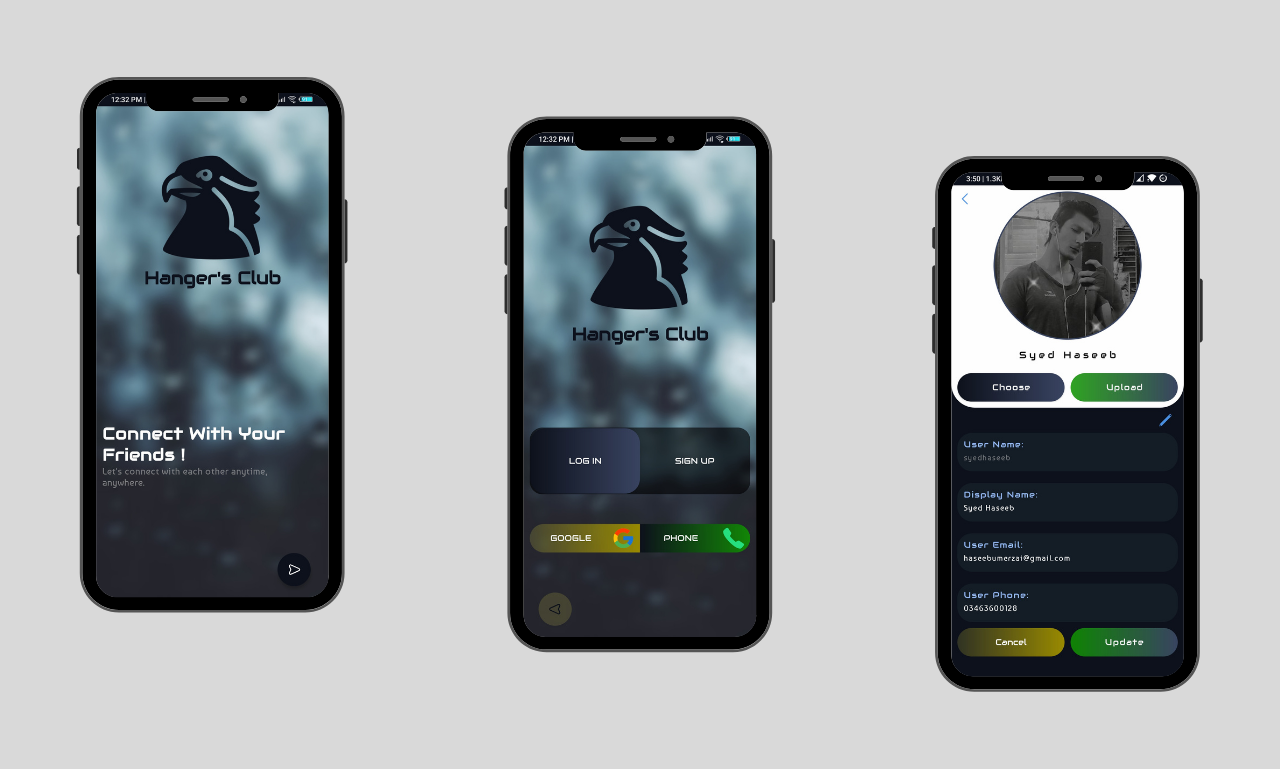 12:32 PM |
Hanger's Club
Connect With Your
Friends !
Let's connect with each other anytime,
anywhere.
12:32 PM |
Hanger's Club
LOG IN
SIGN UP
GOOGLE
PHONE
3:50 | 1.3K
Syed Haseeb
Choose
Upload
User Name:
syedhaseeb
Display Name:
Syed Haseeb
User Email:
haseebumerzai@gmail.com
User Phone:
03463600128
Cancel
Update